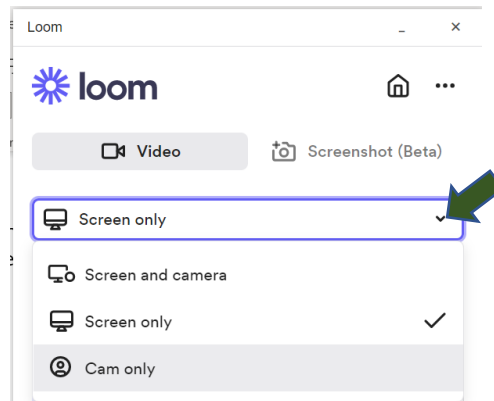 Loom
loom
Video
Screenshot (Beta)
Screen only
Screen and camera
Screen only
Cam only